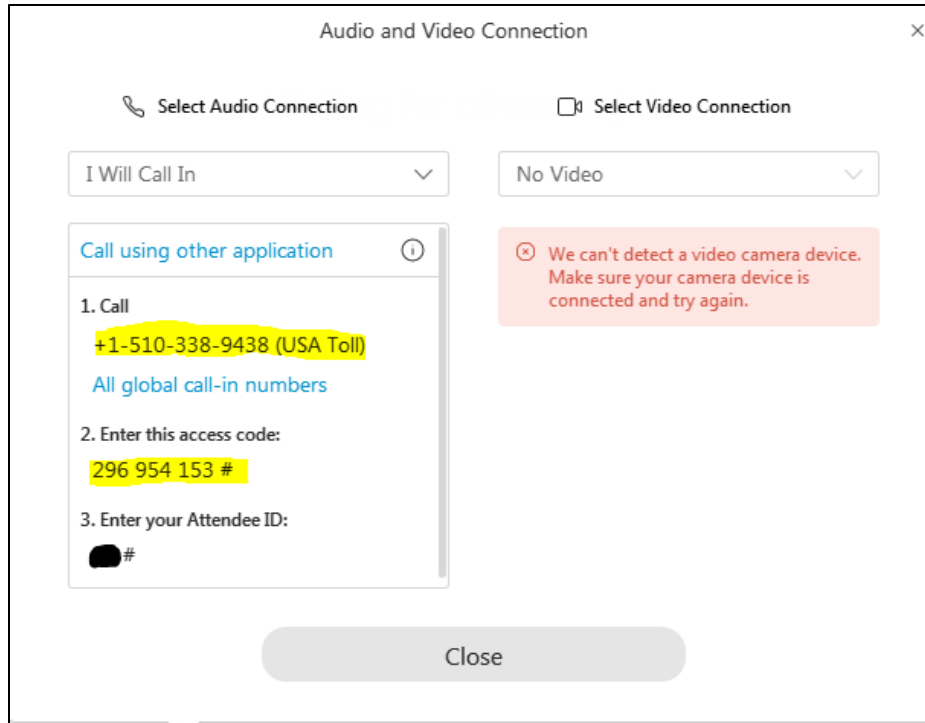 Audio and Video Connection
Select Audio Connection
Select Video Connection
I Will Call In
No Video
Call using other application
We can't detect a video camera device.
Make sure your camera device is
connected and try again.
1. Call
+1-510-338-9438 (USA Toll)
All global call-in numbers
2. Enter this access code:
296 954 153 #
3. Enter your Attendee ID:
#
Close